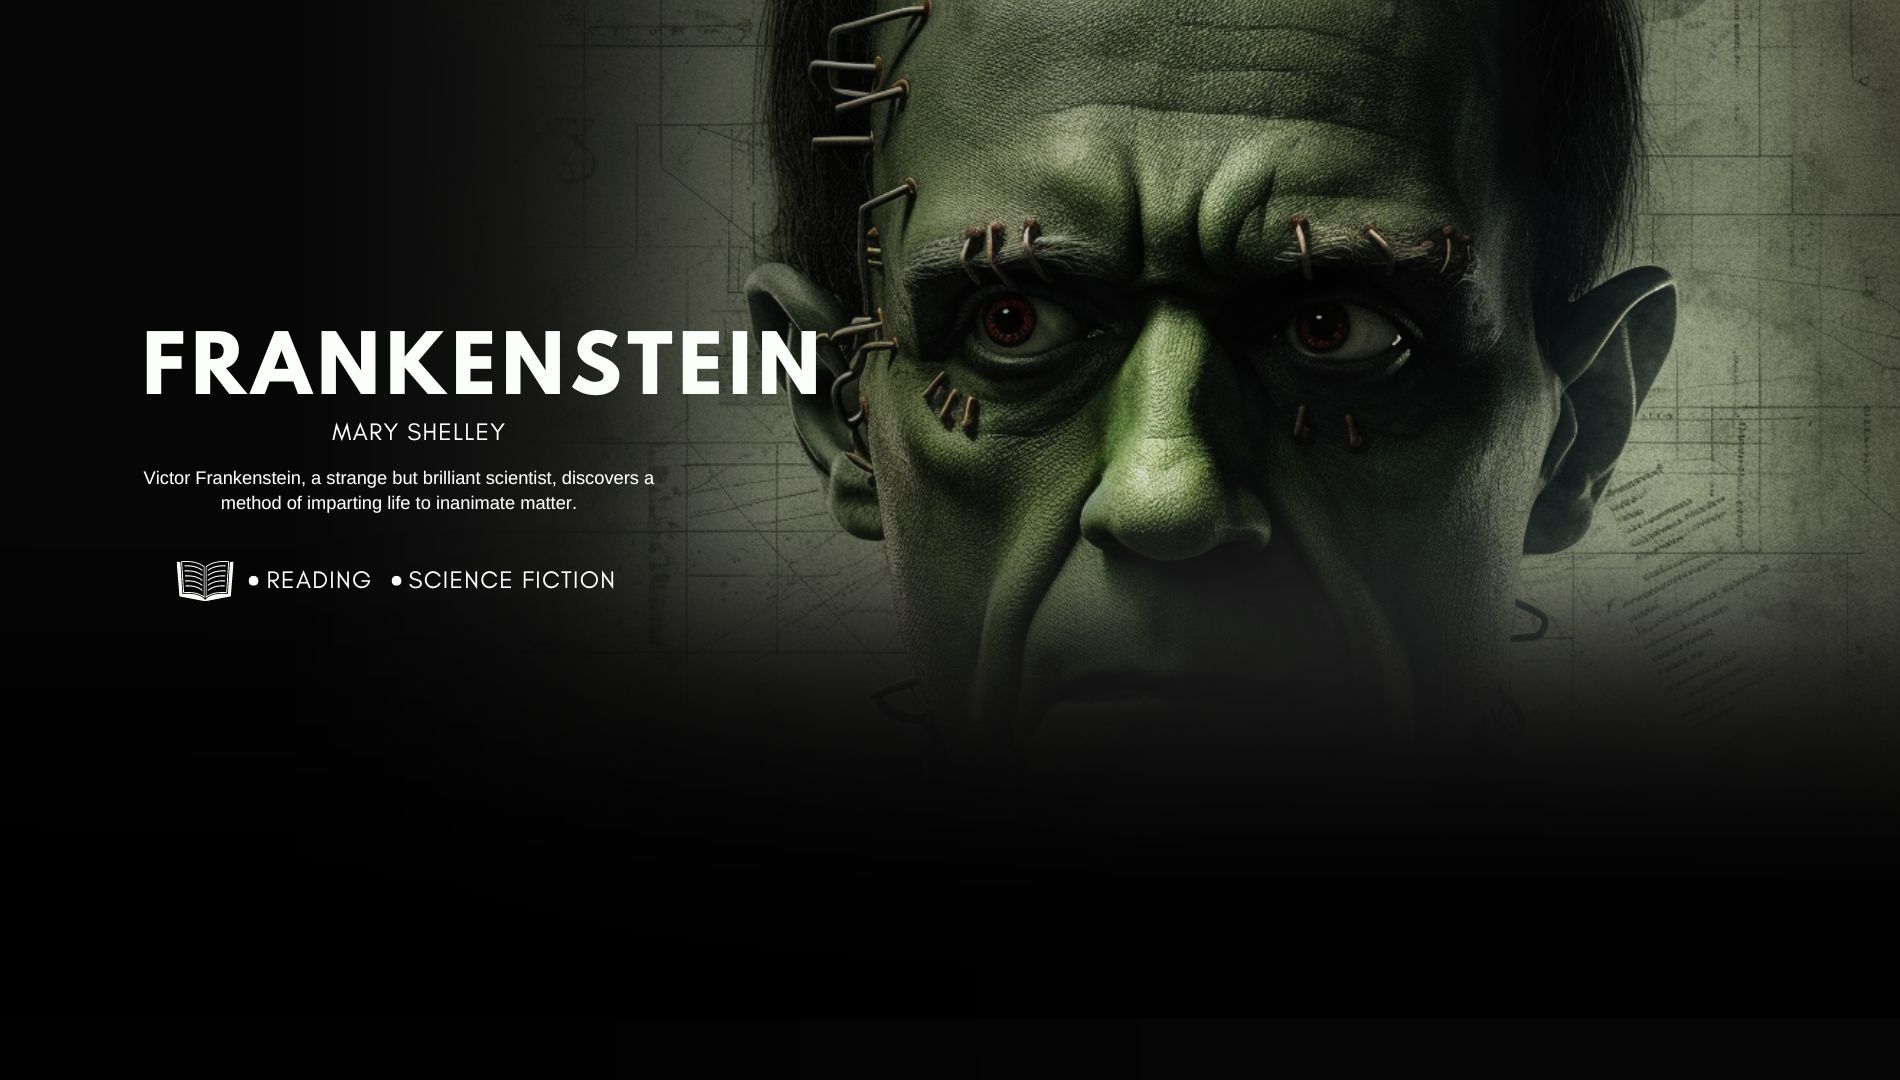 FRANKENSTEIN
MARY SHELLEY
Victor Frankenstein, a strange but brilliant scientist, discovers a
method of imparting life to inanimate matter.
• READING • SCIENCE FICTION